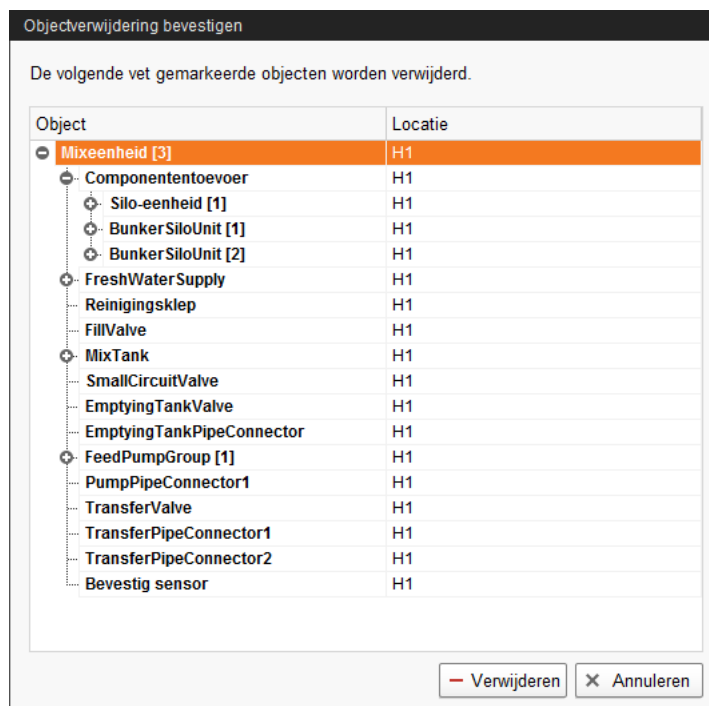 Objectverwijdering bevestigen
De volgende vet gemarkeerde objecten worden verwijderd.
Object Locatie
Mixeenheid [3] H1
Componententoevoer H1
Silo-eenheid [1] H1
BunkerSiloUnit [1] H1
BunkerSiloUnit [2] H1
FreshWaterSupply H1
Reinigingsklep H1
FillValve H1
MixTank H1
SmallCircuitValve H1
EmptyingTankValve H1
EmptyingTankPipeConnector H1
FeedPumpGroup [1] H1
PumpPipeConnector1 H1
TransferValve H1
TransferPipeConnector1 H1
TransferPipeConnector2 H1
Bevestig sensor H1
Verwijderen Annuleren